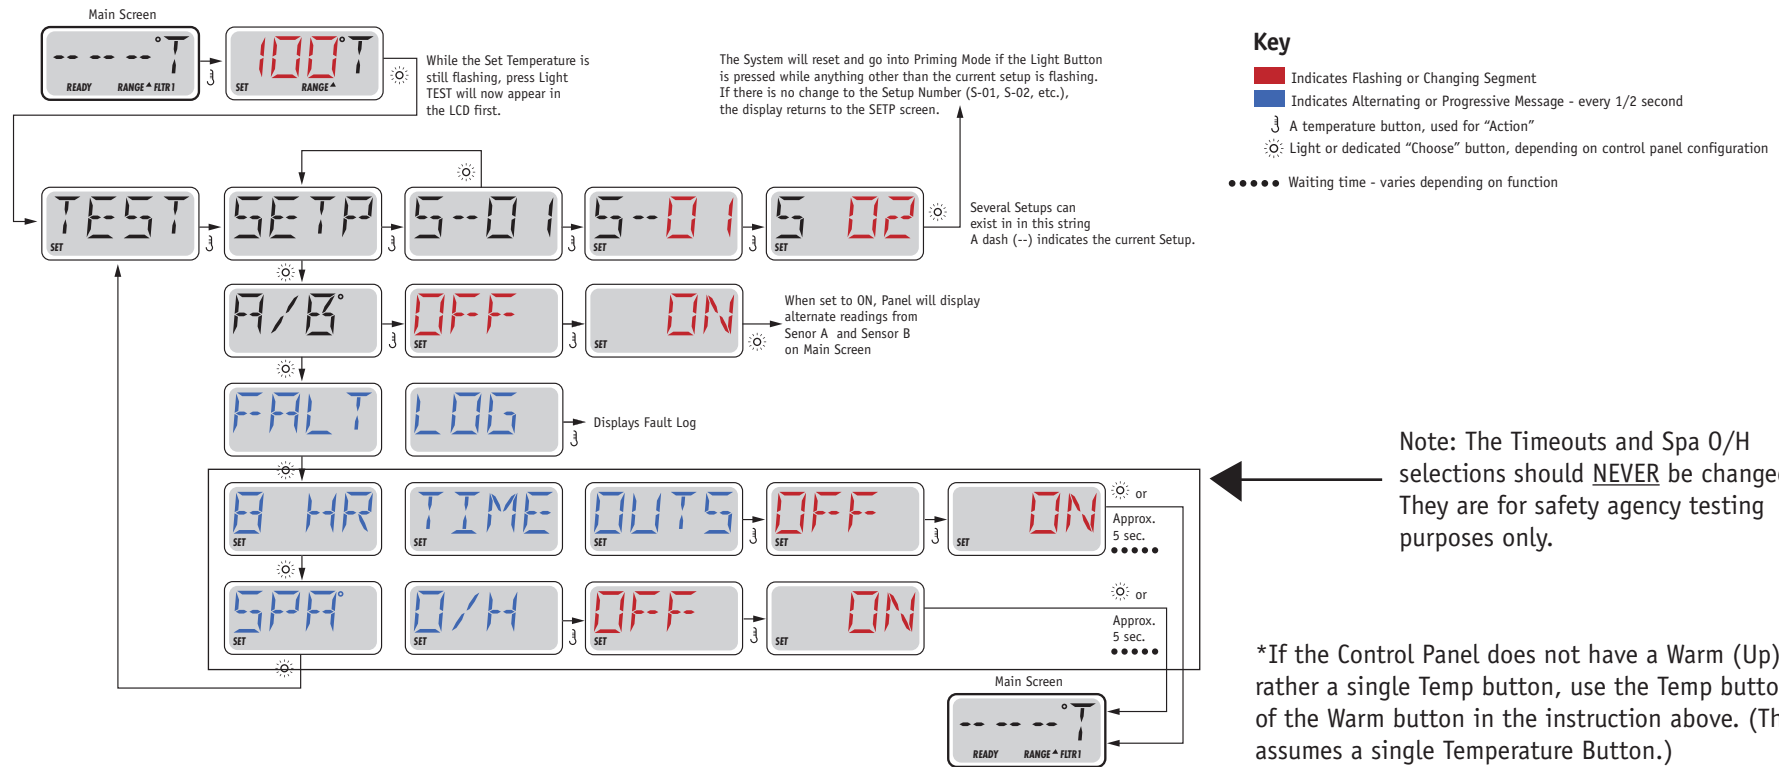 Main Screen
-- -- -- °T
READY RANGE FLTR1
100°T
SET RANGE
While the Set Temperature is
still flashing, press Light
TEST will now appear in
the LCD first.
The System will reset and go into Priming Mode if the Light Button
is pressed while anything other than the current setup is flashing.
If there is no change to the Setup Number (S-01, S-02, etc.),
the display returns to the SETP screen.
Key
Indicates Flashing or Changing Segment
Indicates Alternating or Progressive Message - every 1/2 second
A temperature button, used for “Action”
Light or dedicated “Choose” button, depending on control panel configuration
Waiting time - varies depending on function
TEST
SET
SETP
S-01
S--01
SET
S 02
SET
Several Setups can
exist in in this string
A dash (--) indicates the current Setup.
A/B°
OFF
SET
ON
SET
When set to ON, Panel will display
alternate readings from
Senor A and Sensor B
on Main Screen
FALT
LOG
Displays Fault Log
8 HR
SET
TIME
SET
OUTS
SET
OFF
SET
ON
SET
or
Approx.
5 sec.
SPA°
SET
O/H
SET
OFF
SET
ON
SET
or
Approx.
5 sec.
Note: The Timeouts and Spa O/H
selections should NEVER be changed
They are for safety agency testing
purposes only.
Main Screen
-- -- -- °T
READY RANGE FLTR1
*If the Control Panel does not have a Warm (Up)
rather a single Temp button, use the Temp butto
of the Warm button in the instruction above. (Th
assumes a single Temperature Button.)